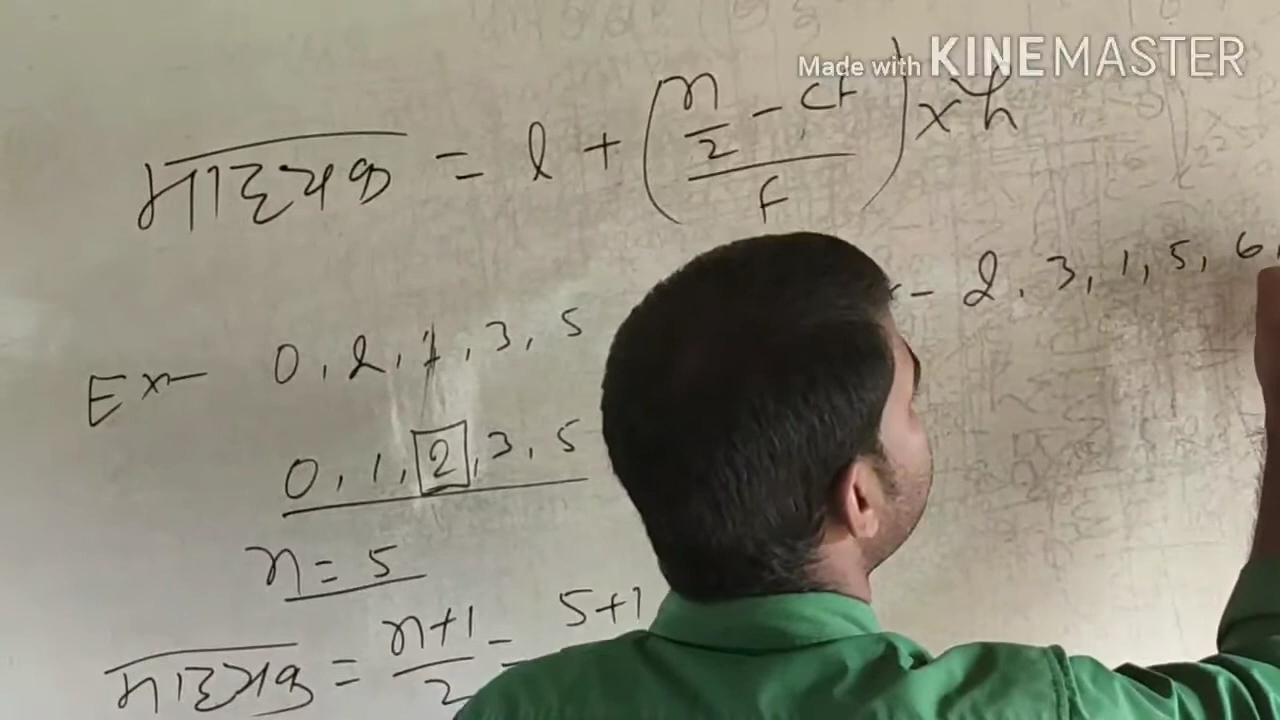 Made with KINEMASTER
माध्यक = l + (n/2 - cf / f) × h
Ex- 0, 2, 1, 3, 5
- 2, 3, 1, 5, 6,
0, 1, 2, 3, 5
n = 5
माध्यक = n+1/2 = 5+1